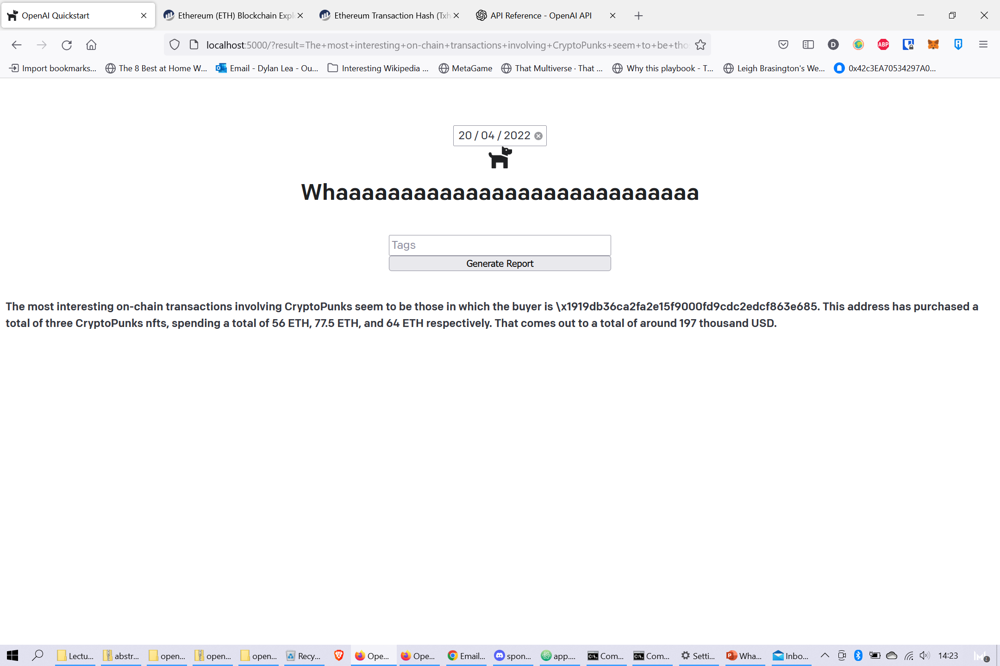 OpenAI Quickstart
Ethereum (ETH) Blockchain Expl
Ethereum Transaction Hash (Txh
API Reference - OpenAI API
localhost:5000/?result=The+most+interesting+on-chain+transactions+involving+CryptoPunks+seem+to+be+tho
D
ABP
Import bookmarks...
The 8 Best at Home W...
Email - Dylan Lea - Ou...
Interesting Wikipedia ...
MetaGame
That Multiverse · That ...
Why this playbook - T...
Leigh Brasington's We...
0x42c3EA70534297A0...
20 / 04 / 2022
Whaaaaaaaaaaaaaaaaaaaaaaaaaaaa
Tags
Generate Report
The most interesting on-chain transactions involving CryptoPunks seem to be those in which the buyer is \x1919db36ca2fa2e15f9000fd9cdc2edcf863e685. This address has purchased a
total of three CryptoPunks nfts, spending a total of 56 ETH, 77.5 ETH, and 64 ETH respectively. That comes out to a total of around 197 thousand USD.
Lectu...
abstr...
open...
open...
open...
Recy...
Ope...
Ope...
Email...
spon...
app....
Com...
Com...
Setti...
Wha...
Inbo...
14:23
2